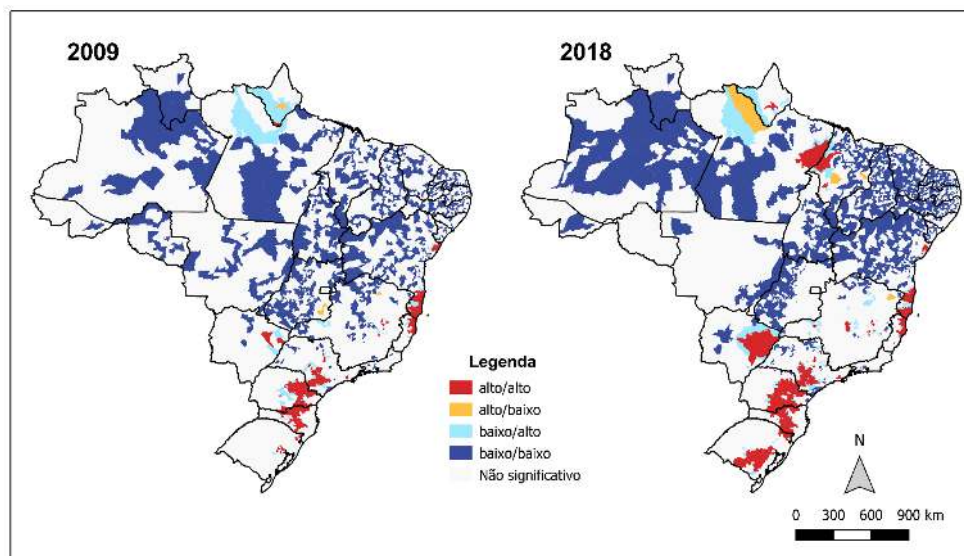 2009
2018
Legenda
alto/alto
alto/baixo
baixo/alto
baixo/baixo
Não significativo
N
0 300 600 900 km